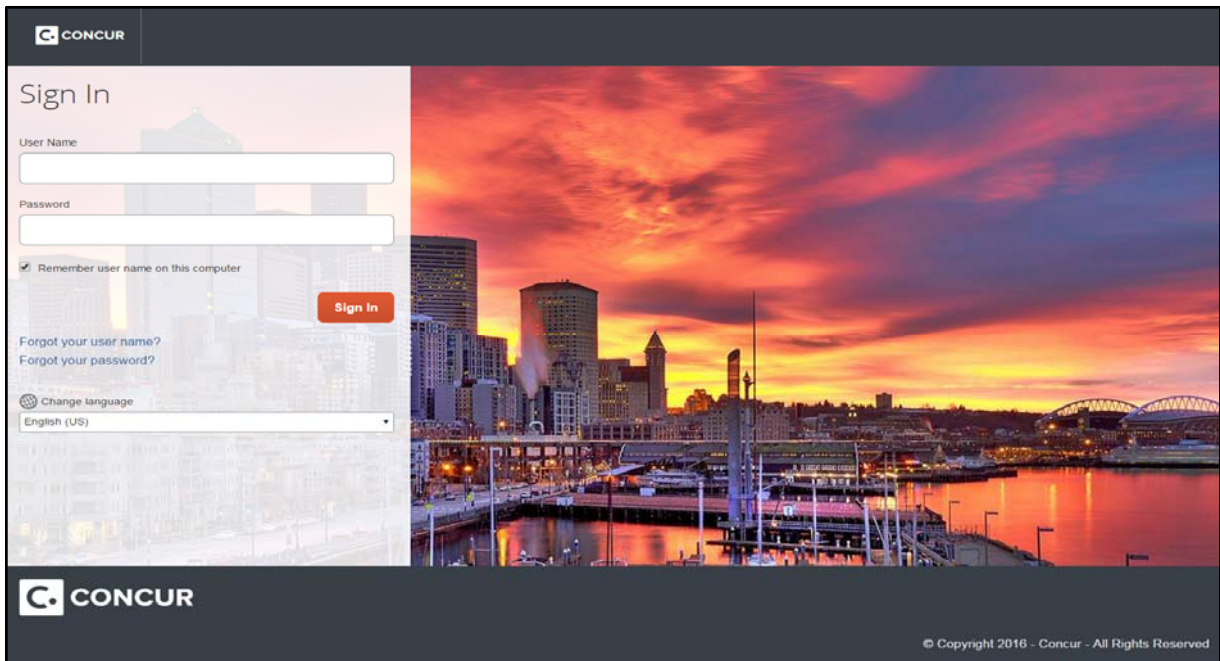 C. CONCUR
Sign In
User Name
Password
Remember user name on this computer
Sign In
Forgot your user name?
Forgot your password?
Change language
English (US)
C. CONCUR
© Copyright 2016 - Concur - All Rights Reserved